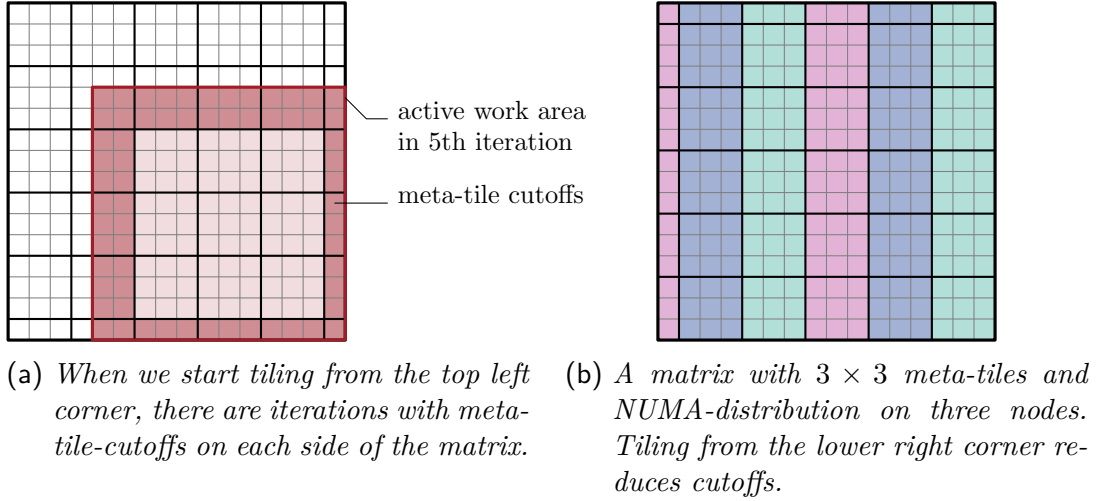 active work area
in 5th iteration
meta-tile cutoffs
(a) When we start tiling from the top left
corner, there are iterations with meta-
tile-cutoffs on each side of the matrix.
(b) A matrix with 3 × 3 meta-tiles and
NUMA-distribution on three nodes.
Tiling from the lower right corner re-
duces cutoffs.